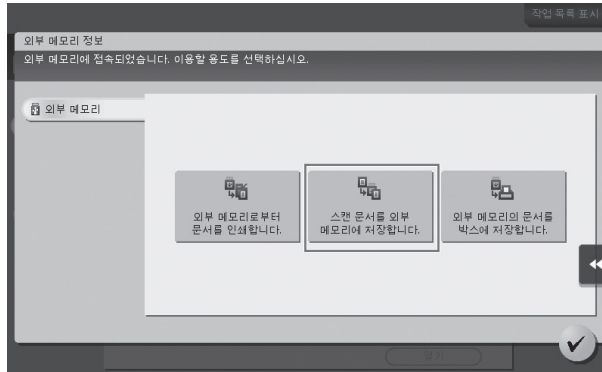 작업 목록 표시
외부 메모리 정보
외부 메모리에 접속되었습니다. 이용할 용도를 선택하십시오.
외부 메모리
외부 메모리로부터
문서를 인쇄합니다.
스캔 문서를 외부
메모리에 저장합니다.
외부 메모리의 문서를
박스에 저장합니다.
닫기